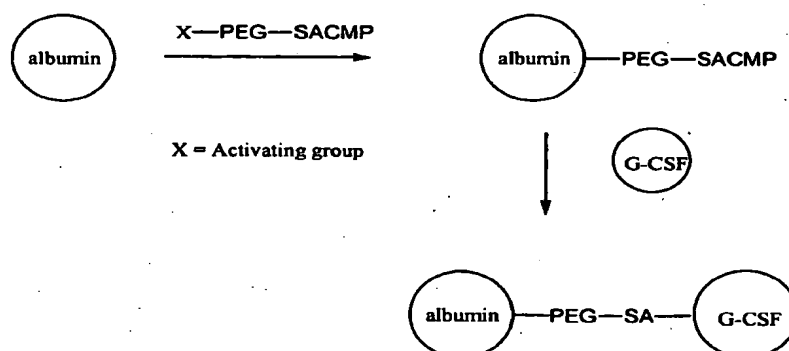 X—PEG—SACMP
albumin
albumin—PEG—SACMP
X = Activating group
G-CSF
albumin—PEG—SA—G-CSF